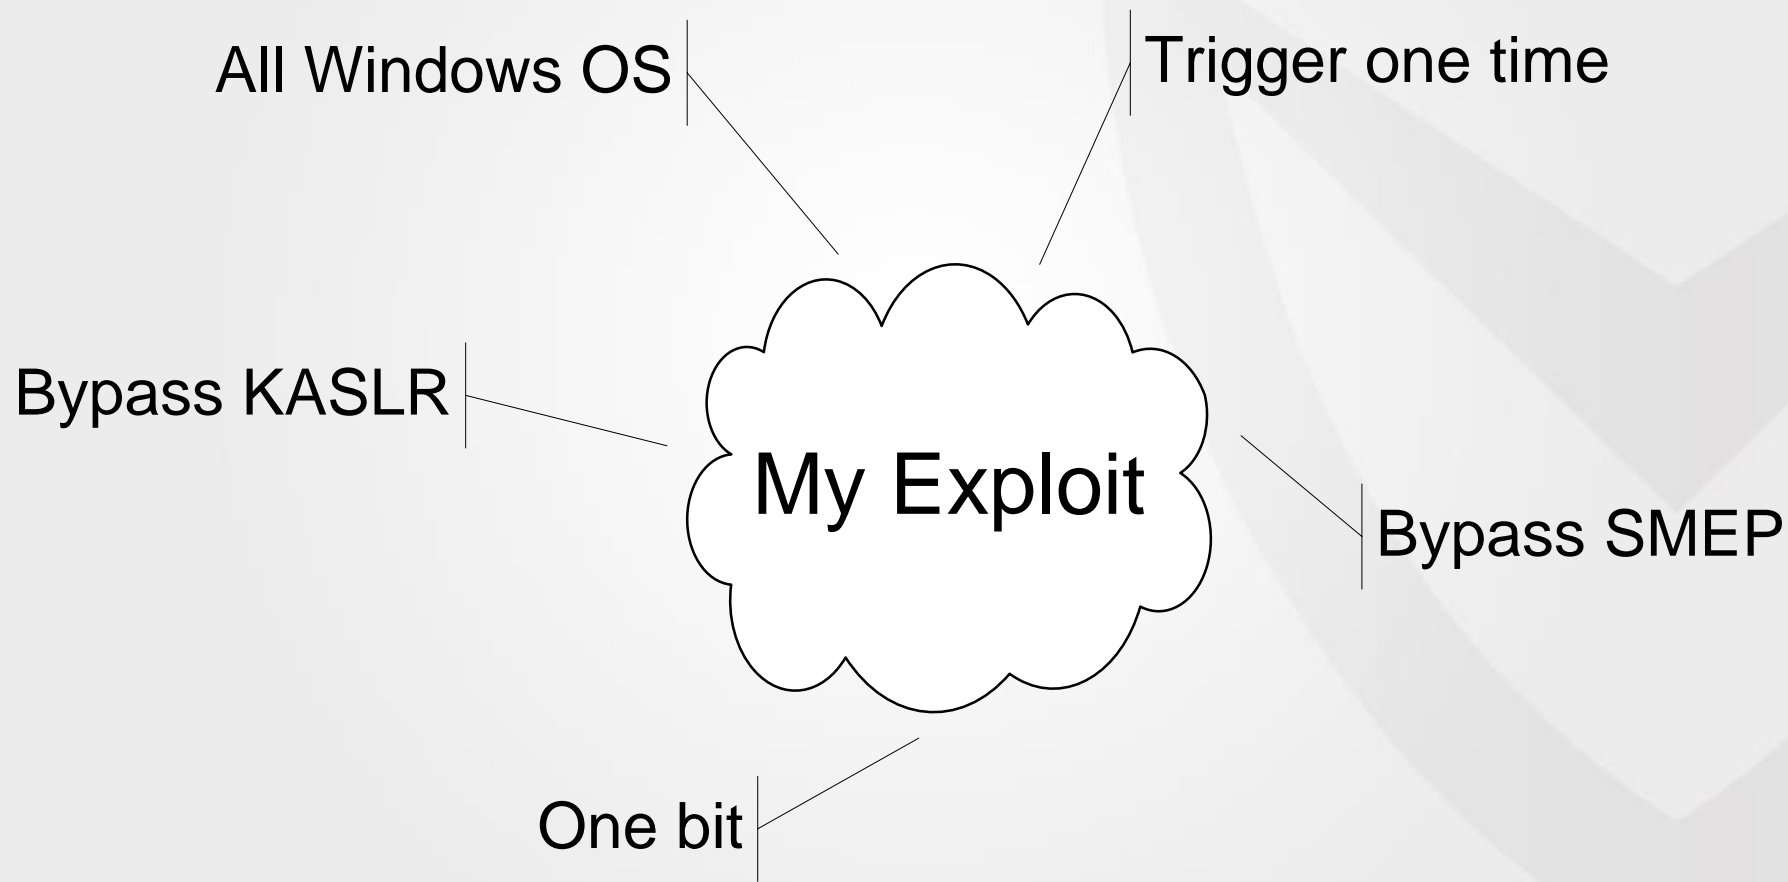 All Windows OS
Trigger one time
Bypass KASLR
My Exploit
Bypass SMEP
One bit